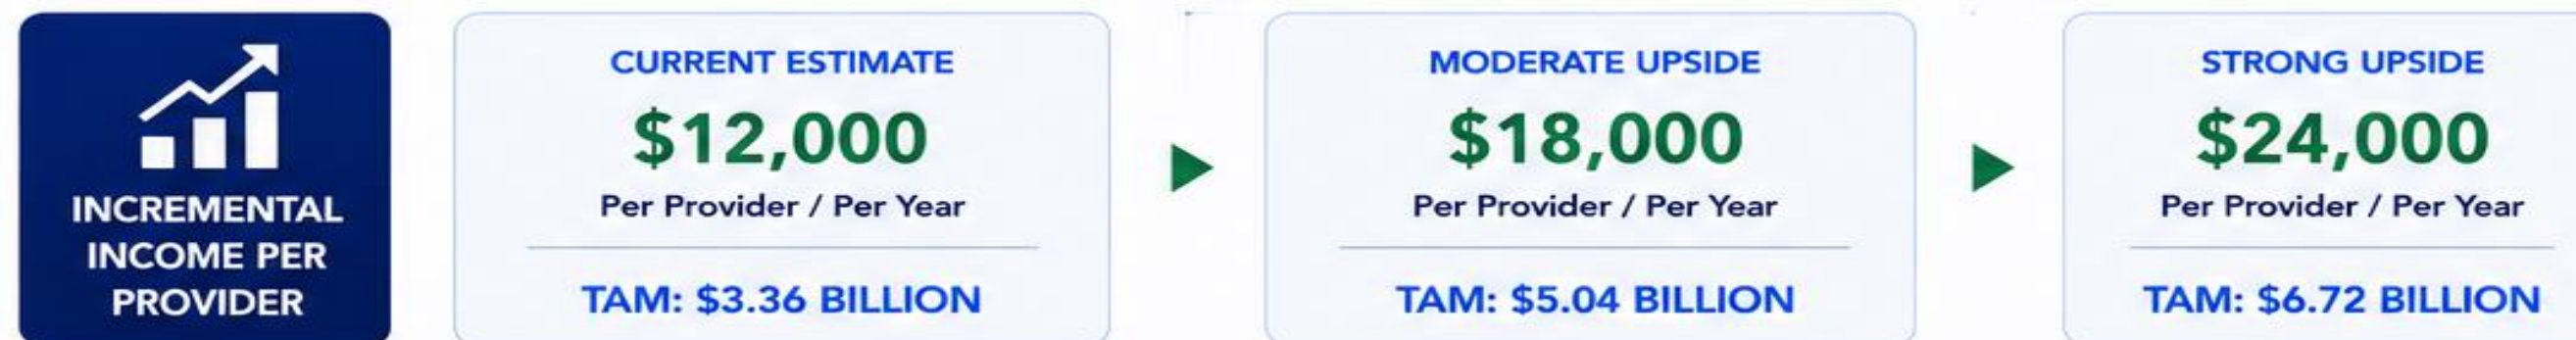 INCREMENTAL
INCOME PER
PROVIDER
CURRENT ESTIMATE
$12,000
Per Provider / Per Year
TAM: $3.36 BILLION
MODERATE UPSIDE
$18,000
Per Provider / Per Year
TAM: $5.04 BILLION
STRONG UPSIDE
$24,000
Per Provider / Per Year
TAM: $6.72 BILLION